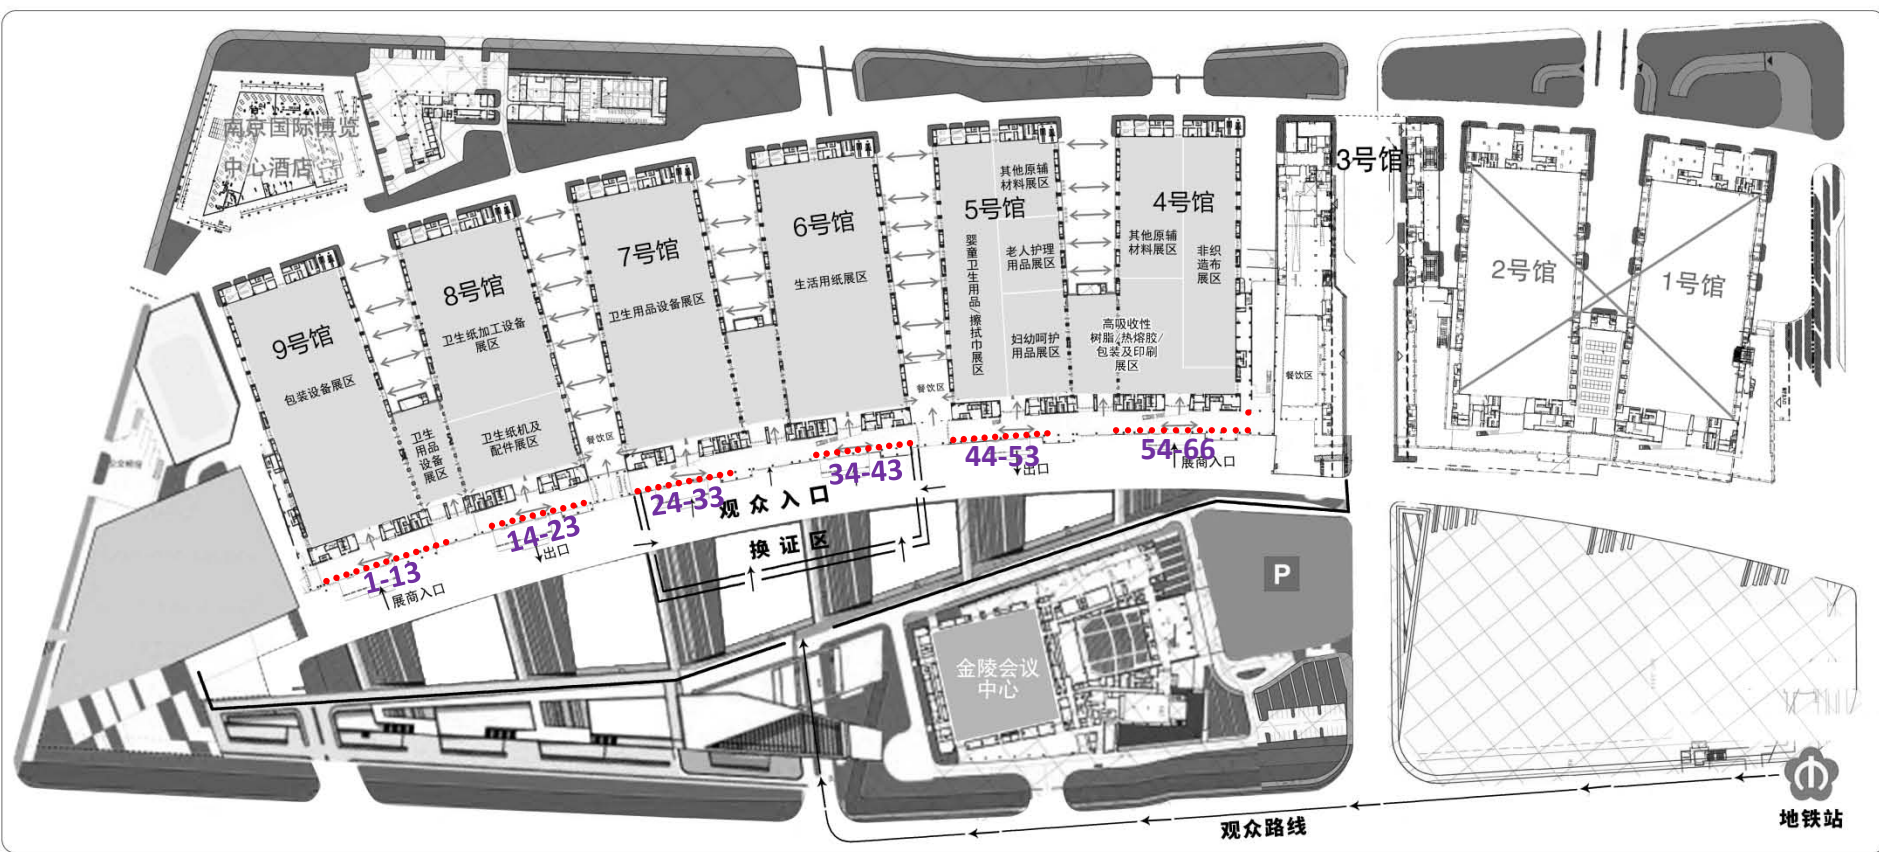 南京国际博览
中心酒店
9号馆
包装设备展区
8号馆
卫生纸加工设备
展区
卫生
用品
设备
展区
卫生纸机及
配件展区
7号馆
卫生用品设备展区
餐饮区
6号馆
生活用纸展区
餐饮区
5号馆
其他原辅
材料展区
婴童卫生用品/擦拭巾展区
老人护理
用品展区
妇幼呵护
用品展区
4号馆
其他原辅
材料展区
非织
造布
展区
高吸收性
树脂/热熔胶/
包装及印刷
展区
3号馆
餐饮区
2号馆
1号馆
1-13
14-23
24-33
34-43
44-53
54-66
展商入口
出口
观众入口
换证区
出口
展商入口
P
金陵会议
中心
观众路线
地铁站